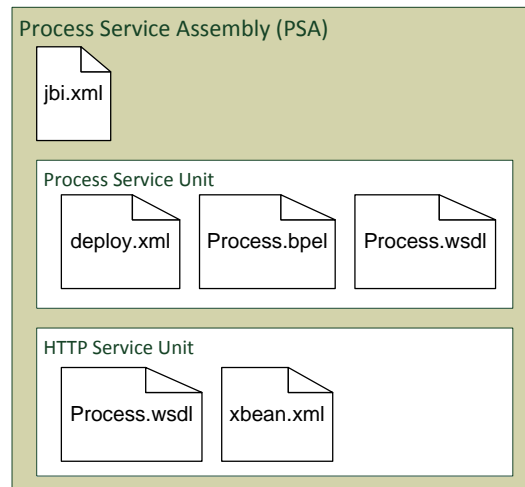 Process Service Assembly (PSA)
jbi.xml
Process Service Unit
deploy.xml
Process.bpel
Process.wsdl
HTTP Service Unit
Process.wsdl
xbean.xml